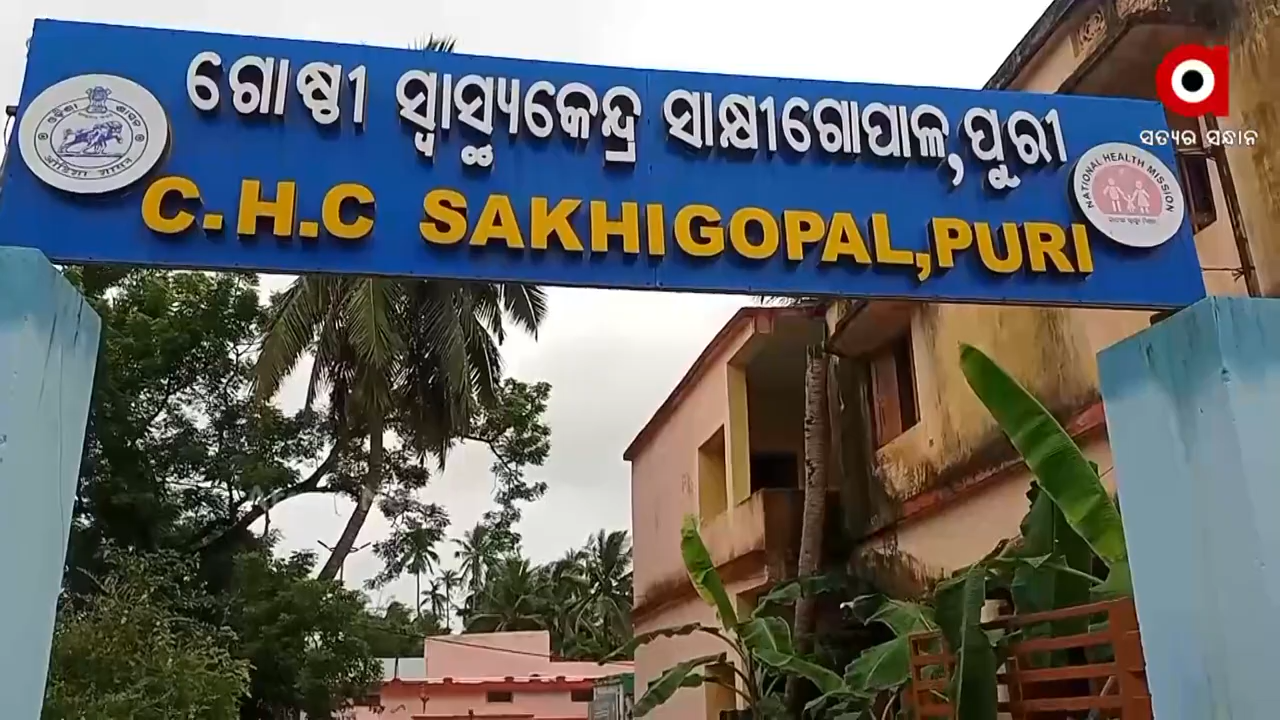 ଗୋଷ୍ଠୀ ସ୍ୱାସ୍ଥ୍ୟକେନ୍ଦ୍ର ସାକ୍ଷୀଗୋପାଳ,ପୁରୀ
C.H.C SAKHIGOPAL,PURI
NATIONAL HEALTH MISSION
ସତ୍ୟର ସନ୍ଧାନ